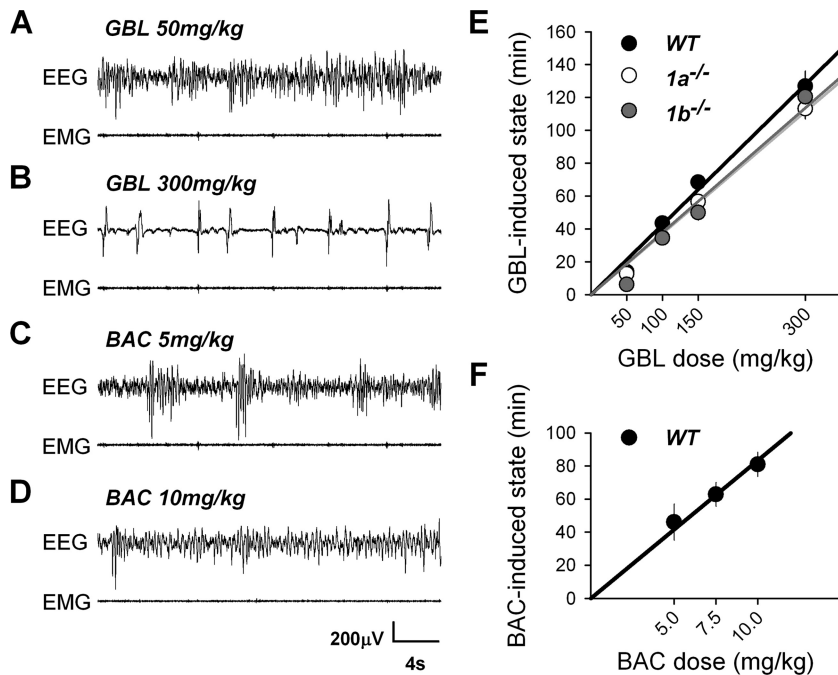 A
GBL 50mg/kg
EEG
EMG
B
GBL 300mg/kg
EEG
EMG
C
BAC 5mg/kg
EEG
EMG
D
BAC 10mg/kg
EEG
EMG
200μV
4s
E
WT
1a-/-
1b-/-
GBL-induced state (min)
160
140
120
100
80
60
40
20
0
50
100
150
300
GBL dose (mg/kg)
F
WT
BAC-induced state (min)
100
80
60
40
20
0
5.0
7.5
10.0
BAC dose (mg/kg)